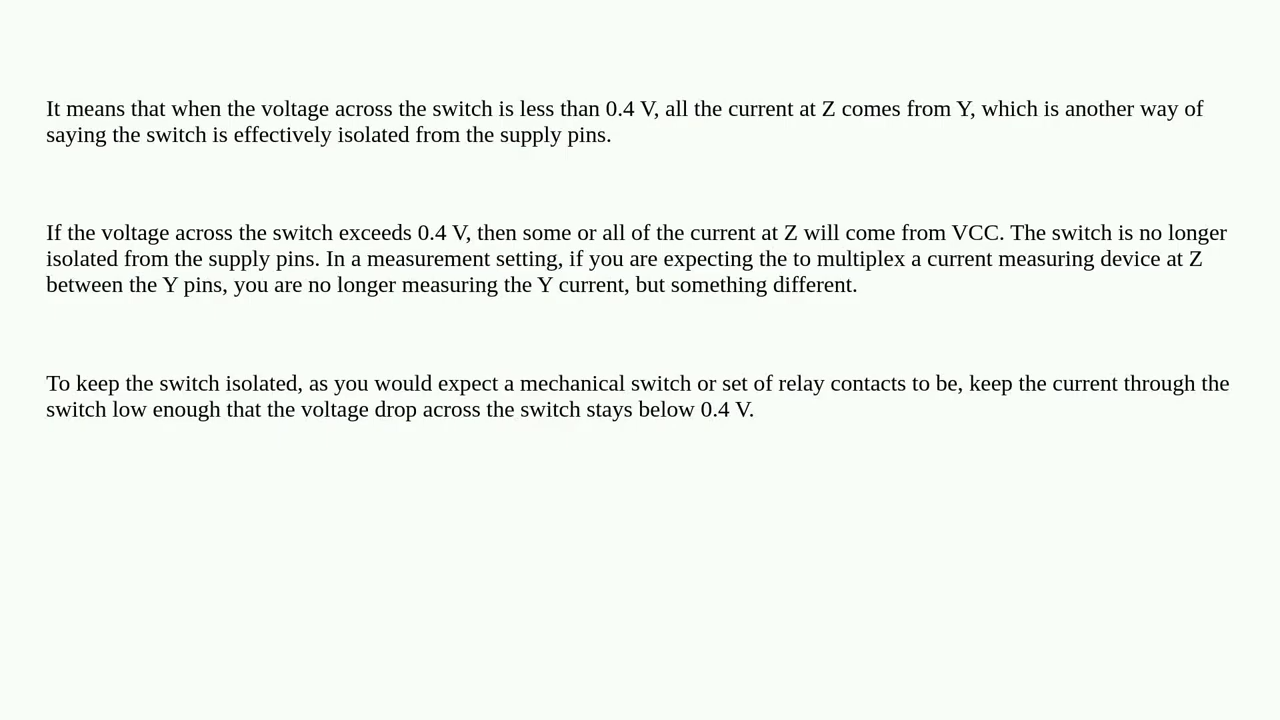 It means that when the voltage across the switch is less than 0.4 V, all the current at Z comes from Y, which is another way of
saying the switch is effectively isolated from the supply pins.
If the voltage across the switch exceeds 0.4 V, then some or all of the current at Z will come from VCC. The switch is no longer
isolated from the supply pins. In a measurement setting, if you are expecting the to multiplex a current measuring device at Z
between the Y pins, you are no longer measuring the Y current, but something different.
To keep the switch isolated, as you would expect a mechanical switch or set of relay contacts to be, keep the current through the
switch low enough that the voltage drop across the switch stays below 0.4 V.